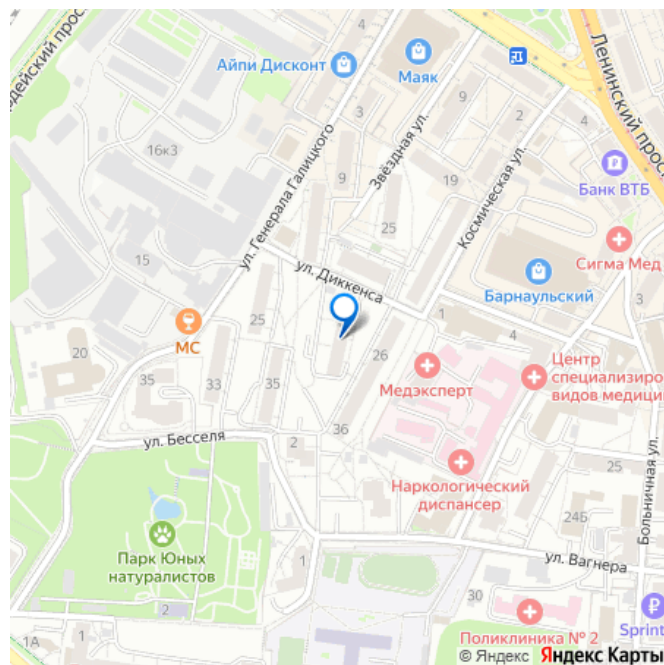 рдейский прос
Айпи Дисконт
Маяк
Ленинский просп
2
4
9
9
4
Звёздная ул.
16к3
ул. Генерала Галицкого
19
Космическая ул.
Банк ВТБ
25
Сигма Мед
15
ул. Диккенса
Барнаульский
3
1
4
25
МС
20
26
Центр
специализиро
видов медици
Медэксперт
35
33
35
36
ул. Бесселя
2
25
Больничная ул.
Наркологический
диспансер
24Б
Парк Юных
натуралистов
1
ул. Вагнера
2
30
1
1А
Поликлиника № 2
Sprint
© Яндекс Яндекс Карты